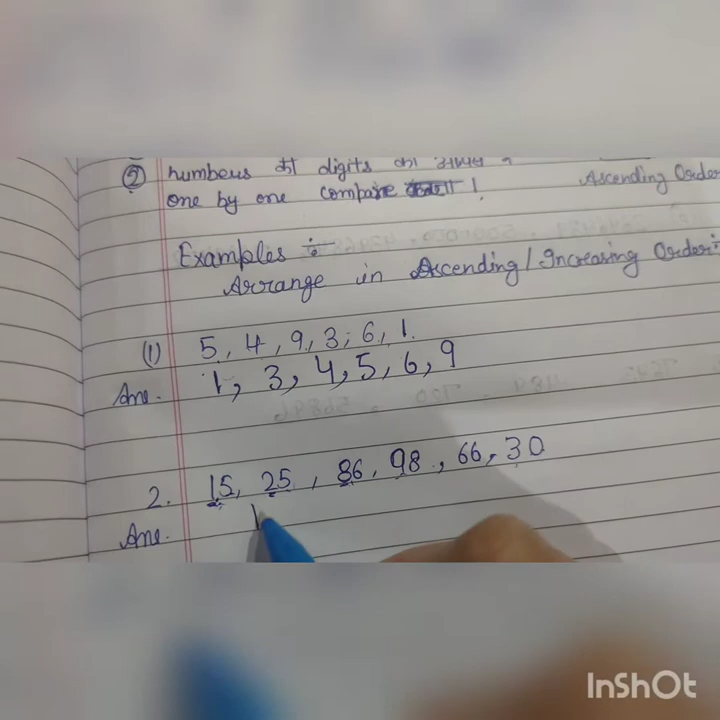 ② numbers की digits का
one by one compare करना !
Ascending Order
Examples ÷
Arrange in Ascending / Increasing Order:
(1) 5, 4, 9, 3, 6, 1
Ans. 1, 3, 4, 5, 6, 9
2. 15, 25, 86, 98, 66, 30
Ans. 1
InShOt